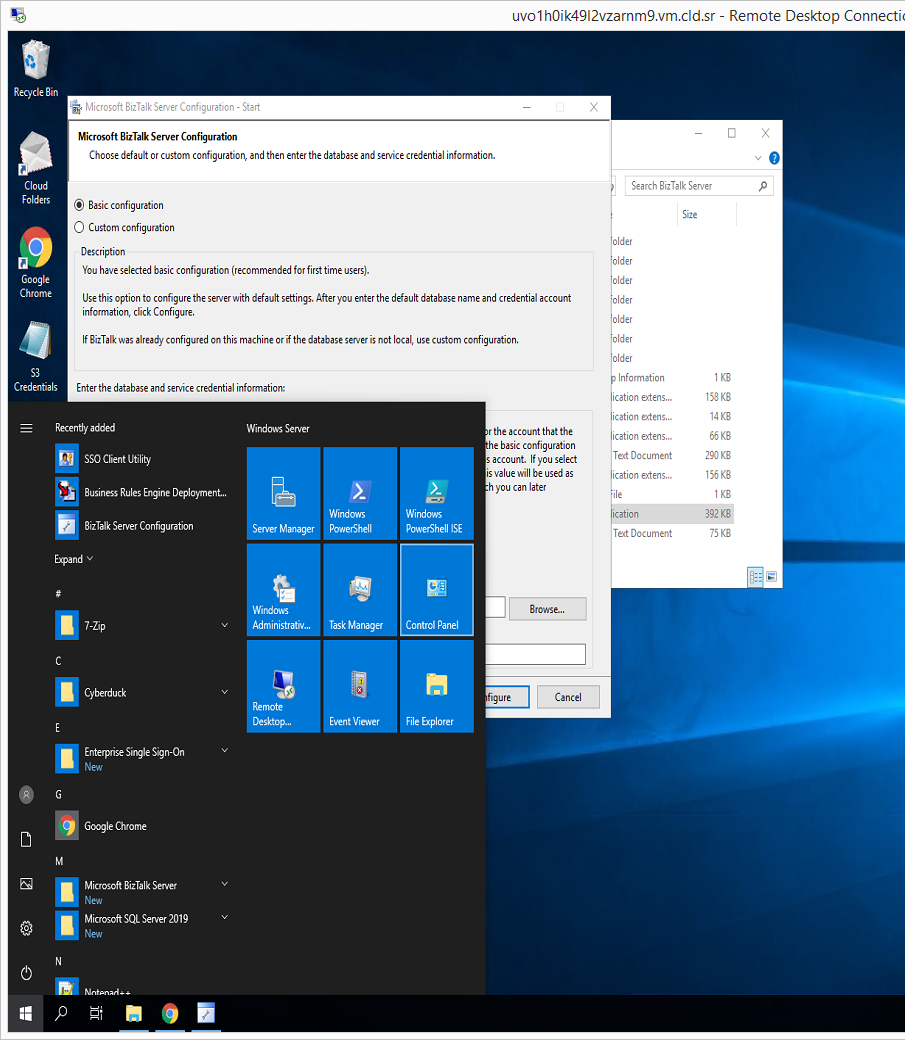 uvo1h0ik49l2vzarnm9.vm.cld.sr - Remote Desktop Connectio
Recycle Bin
Cloud
Folders
Google
Chrome
S3
Credentials
Microsoft BizTalk Server Configuration - Start
Microsoft BizTalk Server Configuration
Choose default or custom configuration, and then enter the database and service credential information.
Basic configuration
Custom configuration
Description
You have selected basic configuration (recommended for first time users).
Use this option to configure the server with default settings. After you enter the default database name and credential account
information, click Configure.
If BizTalk was already configured on this machine or if the database server is not local, use custom configuration.
Enter the database and service credential information:
or the account that the
the basic configuration
s account. If you select
is value will be used as
ch you can later
Browse...
nfigure
Cancel
Search BizTalk Server
Size
folder
folder
folder
folder
folder
folder
folder
p Information 1 KB
lication extens... 158 KB
lication extens... 14 KB
lication extens... 66 KB
Text Document 290 KB
lication extens... 156 KB
File 1 KB
lication 392 KB
Text Document 75 KB
Recently added
SSO Client Utility
Business Rules Engine Deployment...
BizTalk Server Configuration
Expand
#
7-Zip
C
Cyberduck
E
Enterprise Single Sign-On
New
G
Google Chrome
M
Microsoft BizTalk Server
New
Microsoft SQL Server 2019
New
N
Notepad++
Windows Server
Server Manager
Windows
PowerShell
Windows
PowerShell ISE
Windows
Administrativ...
Task Manager
Control Panel
Remote
Desktop...
Event Viewer
File Explorer